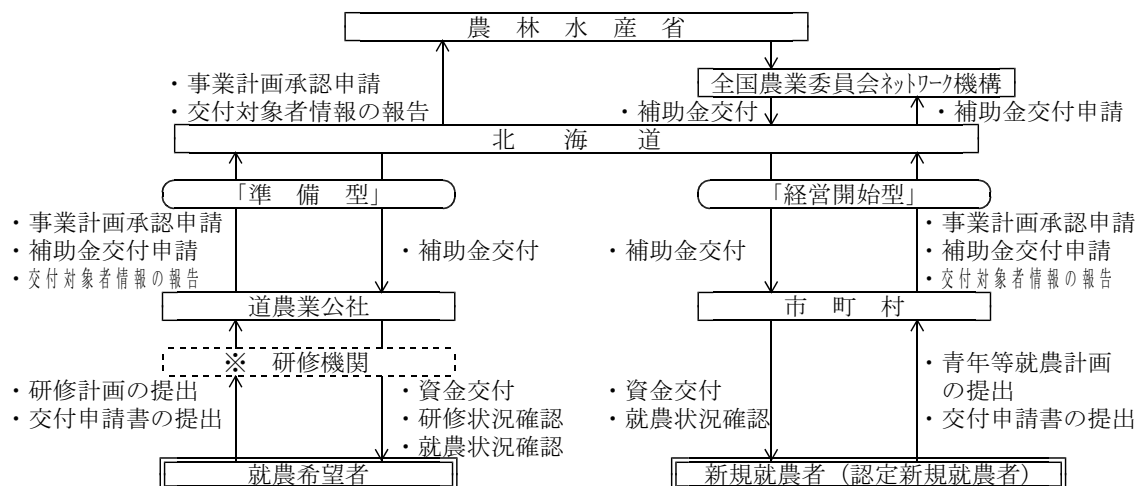 農　林　水　産　省
・事業計画承認申請
・交付対象者情報の報告
全国農業委員会ﾈｯﾄﾜｰｸ機構
・補助金交付
・補助金交付申請
北　海　道
「準　備　型」
「経営開始型」
・事業計画承認申請
・補助金交付申請
・交付対象者情報の報告
・補助金交付
・補助金交付
・事業計画承認申請
・補助金交付申請
・交付対象者情報の報告
道農業公社
市　町　村
※　研修機関
・研修計画の提出
・交付申請書の提出
・資金交付
・研修状況確認
・就農状況確認
・資金交付
・就農状況確認
・青年等就農計画
の提出
・交付申請書の提出
就農希望者
新規就農者（認定新規就農者）